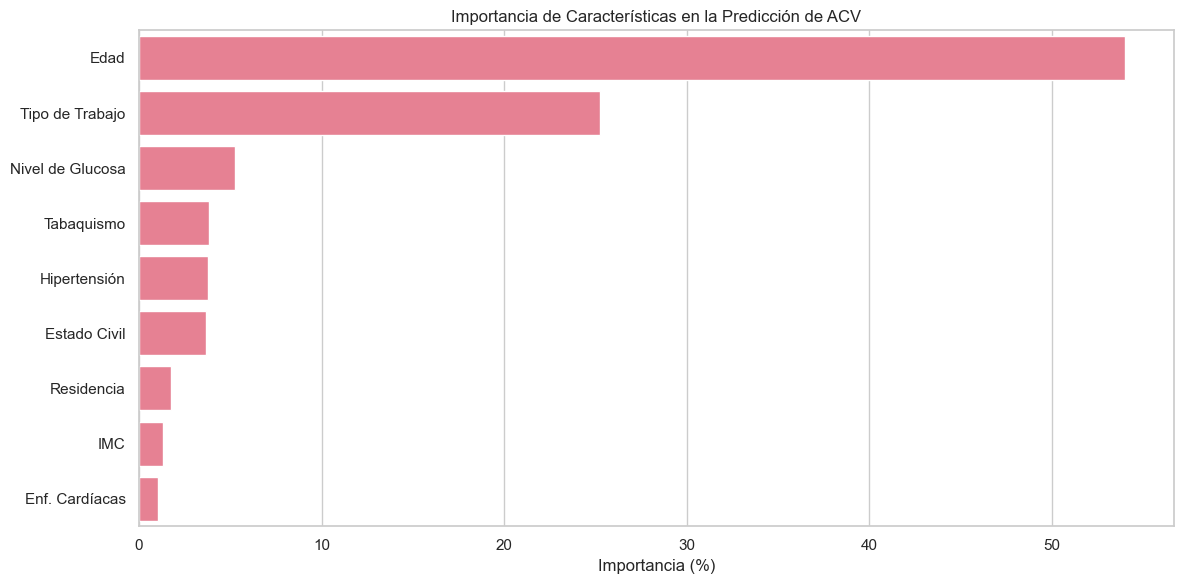 Importancia de Características en la Predicción de ACV
Edad
Tipo de Trabajo
Nivel de Glucosa
Tabaquismo
Hipertensión
Estado Civil
Residencia
IMC
Enf. Cardíacas
0 10 20 30 40 50
Importancia (%)